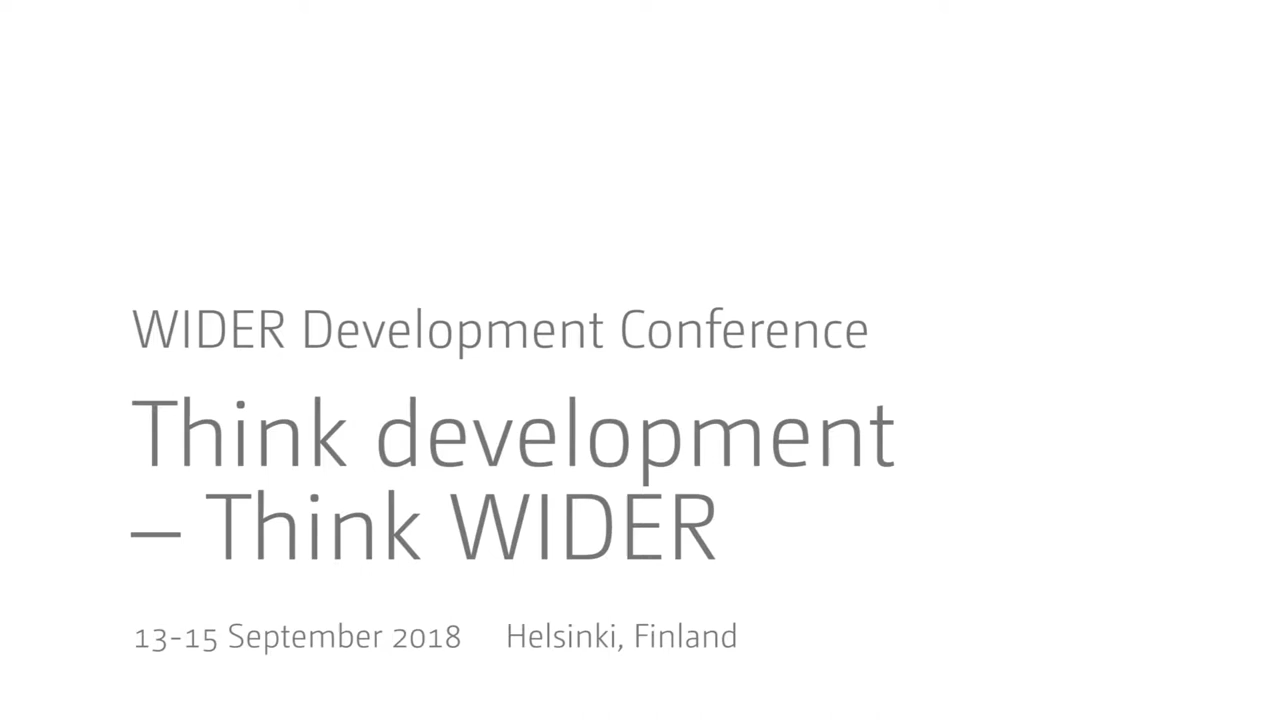 WIDER Development Conference
Think development
– Think WIDER
13-15 September 2018 Helsinki, Finland